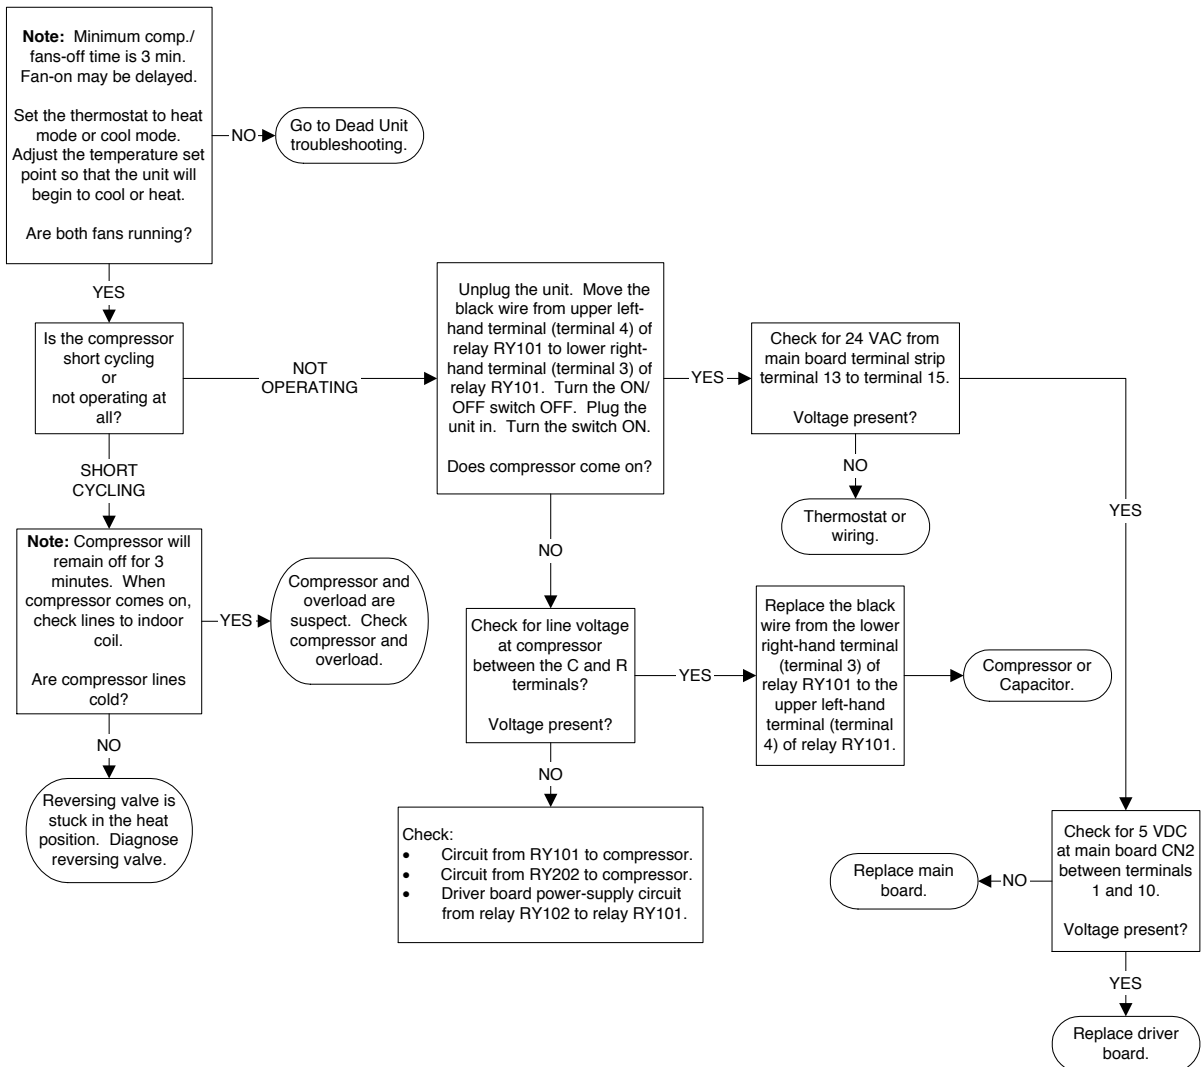 Note: Minimum comp./
fans-off time is 3 min.
Fan-on may be delayed.
Set the thermostat to heat
mode or cool mode.
Adjust the temperature set
point so that the unit will
begin to cool or heat.
Are both fans running?
NO
Go to Dead Unit
troubleshooting.
YES
Is the compressor
short cycling
or
not operating at
all?
NOT
OPERATING
Unplug the unit. Move the
black wire from upper left-
hand terminal (terminal 4) of
relay RY101 to lower right-
hand terminal (terminal 3) of
relay RY101. Turn the ON/
OFF switch OFF. Plug the
unit in. Turn the switch ON.
Does compressor come on?
YES
Check for 24 VAC from
main board terminal strip
terminal 13 to terminal 15.
Voltage present?
NO
Thermostat or
wiring.
YES
SHORT
CYCLING
Note: Compressor will
remain off for 3
minutes. When
compressor comes on,
check lines to indoor
coil.
Are compressor lines
cold?
YES
Compressor and
overload are
suspect. Check
compressor and
overload.
NO
Reversing valve is
stuck in the heat
position. Diagnose
reversing valve.
NO
Check for line voltage
at compressor
between the C and R
terminals?
Voltage present?
YES
Replace the black
wire from the lower
right-hand terminal
(terminal 3) of
relay RY101 to the
upper left-hand
terminal (terminal
4) of relay RY101.
Compressor or
Capacitor.
NO
Check:
• Circuit from RY101 to compressor.
• Circuit from RY202 to compressor.
• Driver board power-supply circuit
from relay RY102 to relay RY101.
Check for 5 VDC
at main board CN2
between terminals
1 and 10.
Voltage present?
NO
Replace main
board.
YES
Replace driver
board.